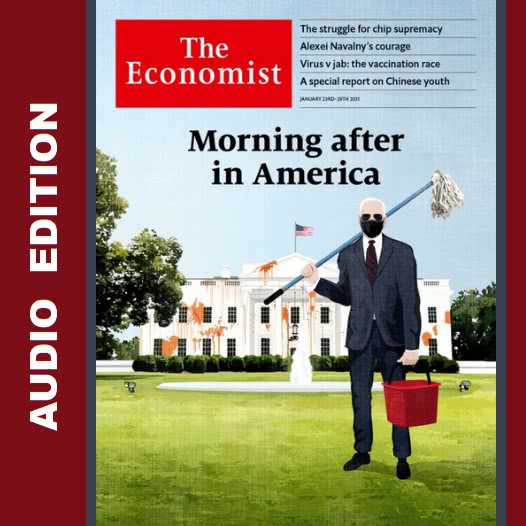 AUDIO EDITION
The
Economist
The struggle for chip supremacy
Alexei Navalny's courage
Virus v jab: the vaccination race
A special report on Chinese youth
JANUARY 23RD–29TH 2021
Morning after
in America